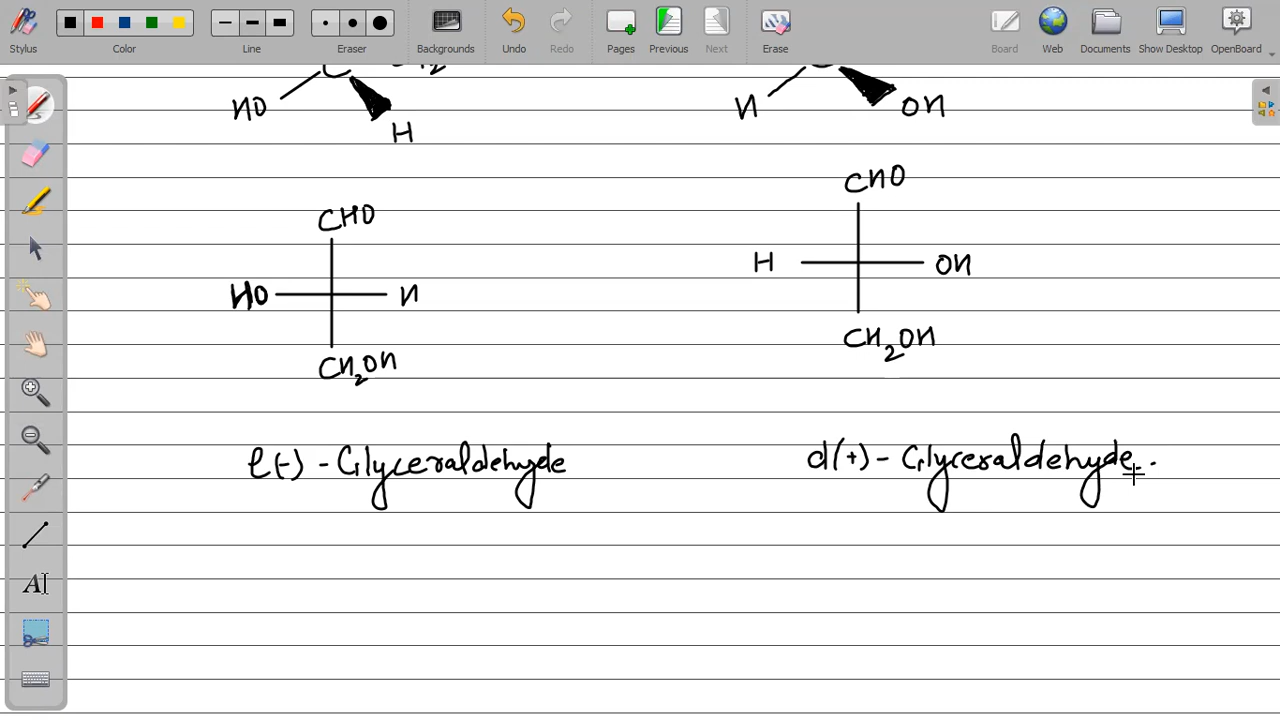 Stylus Color Line Eraser Backgrounds Undo Redo Pages Previous Next Erase Board Web Documents Show Desktop OpenBoard
HO C H
H OH
CHO
CHO
H OH
HO H
CH2OH
CH2OH
l(-) - Glyceraldehyde d(+) - Glyceraldehyde.
AI